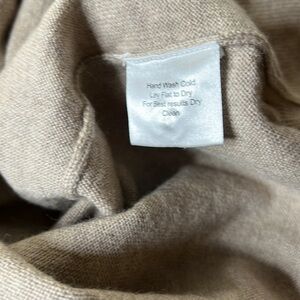 Hand Wash Cold
Lay Flat to Dry
For Best results Dry
Clean